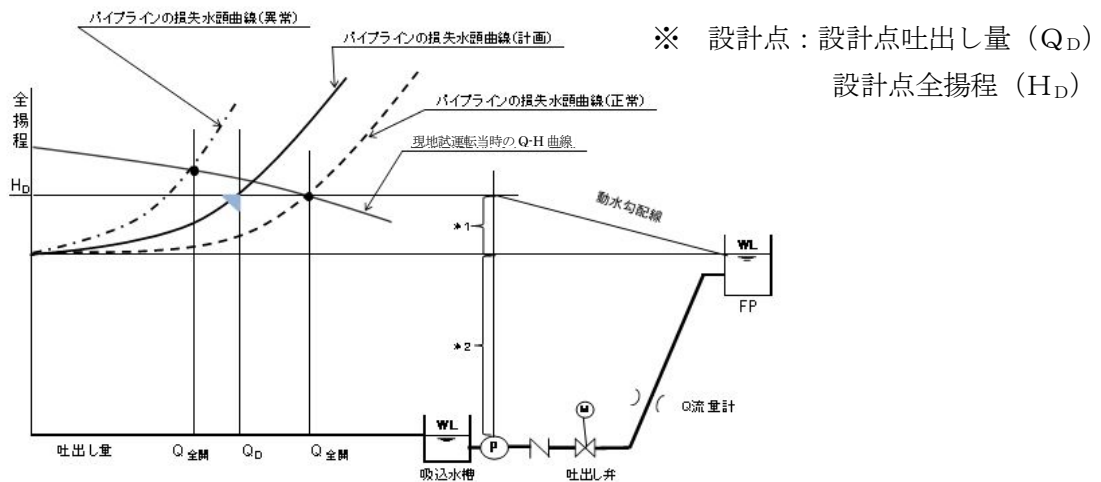 パイプラインの損失水頭曲線(異常)
パイプラインの損失水頭曲線(計画)
パイプラインの損失水頭曲線(正常)
現地試運転当時の Q-H 曲線
※ 設計点：設計点吐出し量（QD）
設計点全揚程（HD）
全揚程
HD
*1
*2
動水勾配線
WL
FP
Q流量計
M
WL
P
吐出し量
Q全開
QD
Q全開
吸込水槽
吐出し弁